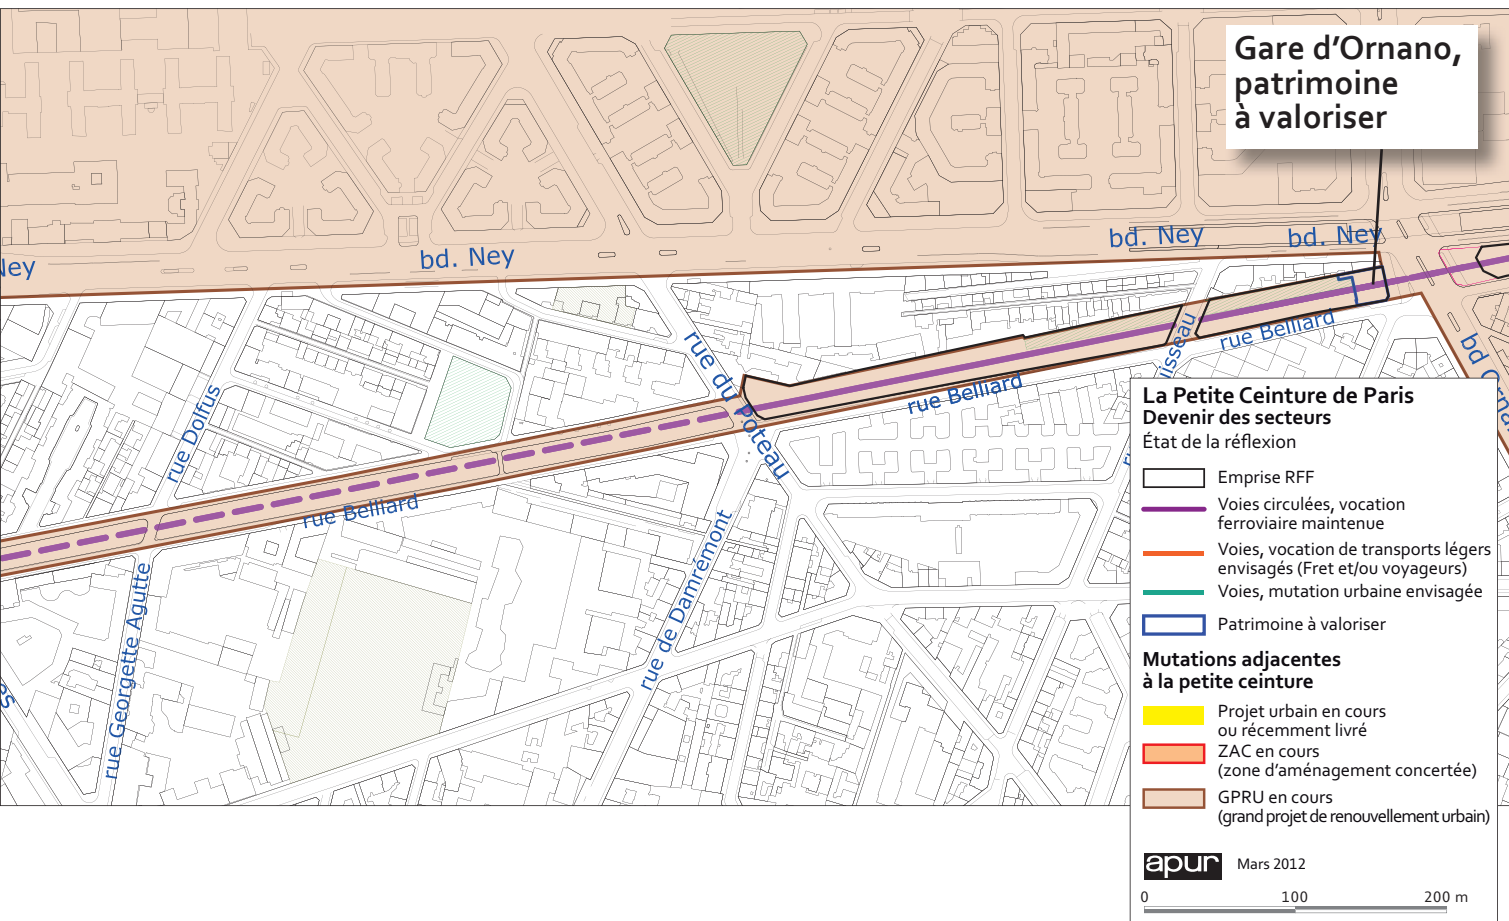 Gare d'Ornano,
patrimoine
à valoriser
bd. Ney
bd. Ney
bd. Ney
Ney
rue du Poteau
rue Belliard
rue Belliard
rue Belliard
rue Dolfus
rue Georgette Agutte
rue de Damrémont
La Petite Ceinture de Paris
Devenir des secteurs
État de la réflexion
Emprise RFF
Voies circulées, vocation
ferroviaire maintenue
Voies, vocation de transports légers
envisagés (Fret et/ou voyageurs)
Voies, mutation urbaine envisagée
Patrimoine à valoriser
Mutations adjacentes
à la petite ceinture
Projet urbain en cours
ou récemment livré
ZAC en cours
(zone d'aménagement concertée)
GPRU en cours
(grand projet de renouvellement urbain)
apur Mars 2012
0 100 200 m